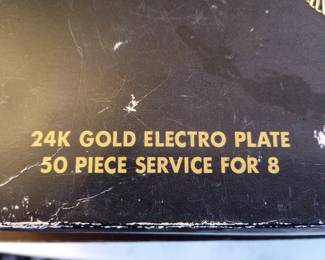 24K GOLD ELECTRO PLATE
50 PIECE SERVICE FOR 8